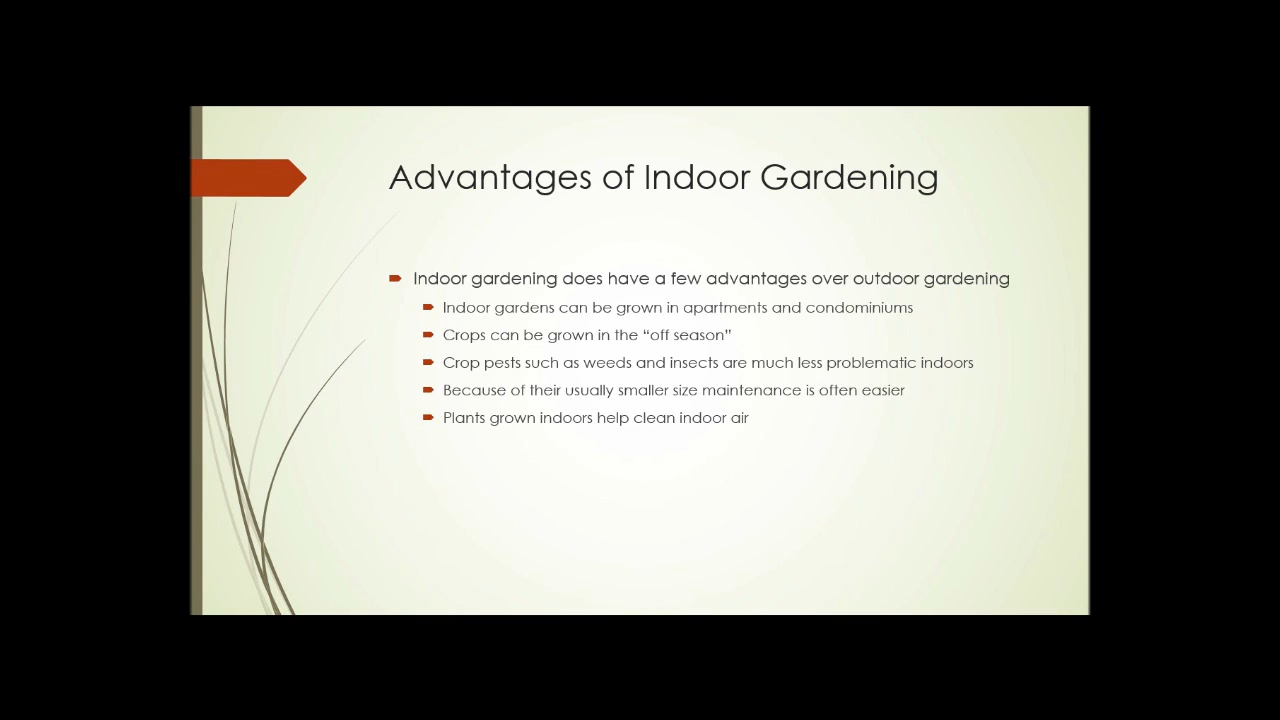 Advantages of Indoor Gardening
Indoor gardening does have a few advantages over outdoor gardening
Indoor gardens can be grown in apartments and condominiums
Crops can be grown in the “off season”
Crop pests such as weeds and insects are much less problematic indoors
Because of their usually smaller size maintenance is often easier
Plants grown indoors help clean indoor air